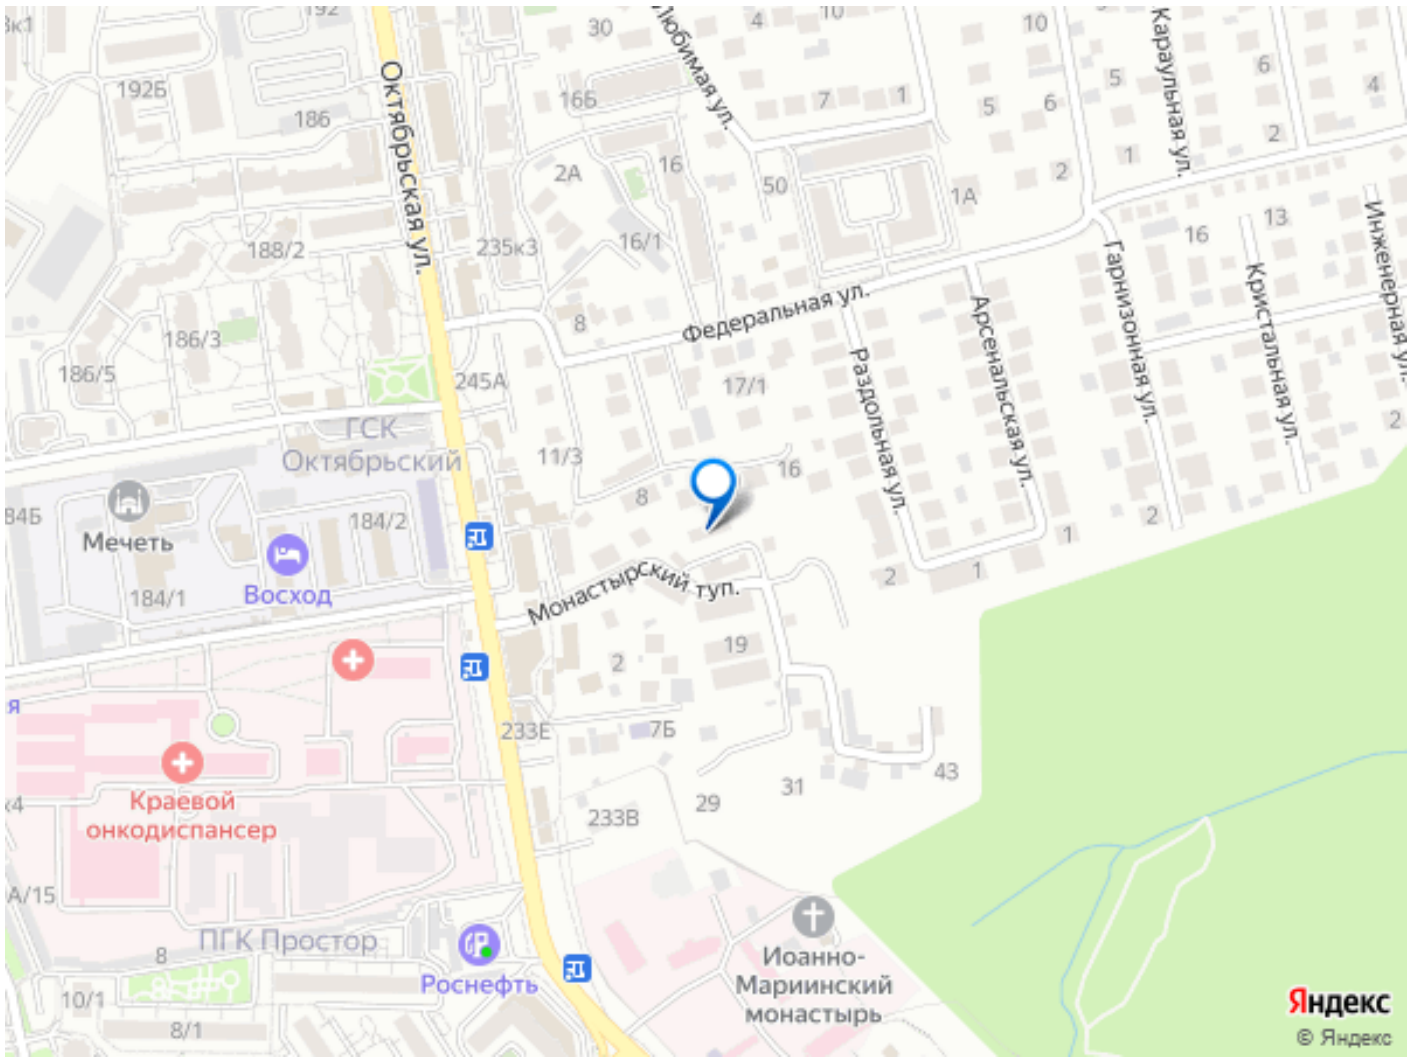 192
30
4
10
10
192Б
186
16Б
7
1
5
6
5
6
4
2
1
2
Октябрьская ул.
Любимая ул.
Караульная ул.
2А
16
50
1А
188/2
235к3
16/1
16
13
Инженерная ул.
Гарнизонная ул.
Кристальная ул.
Федеральная ул.
Арсенальская ул.
Раздольная ул.
186/3
8
186/5
245А
17/1
2
ГСК
Октябрьский
11/3
16
8
184Б
184/2
Мечеть
2
1
Восход
184/1
Монастырский туп.
2
1
19
2
я
233Е
7Б
43
31
29
233В
Краевой
онкодиспансер
к4
А/15
ПГК Простор
8
Роснефть
10/1
8/1
Иоанно-
Мариинский
монастырь
Яндекс
© Яндекс